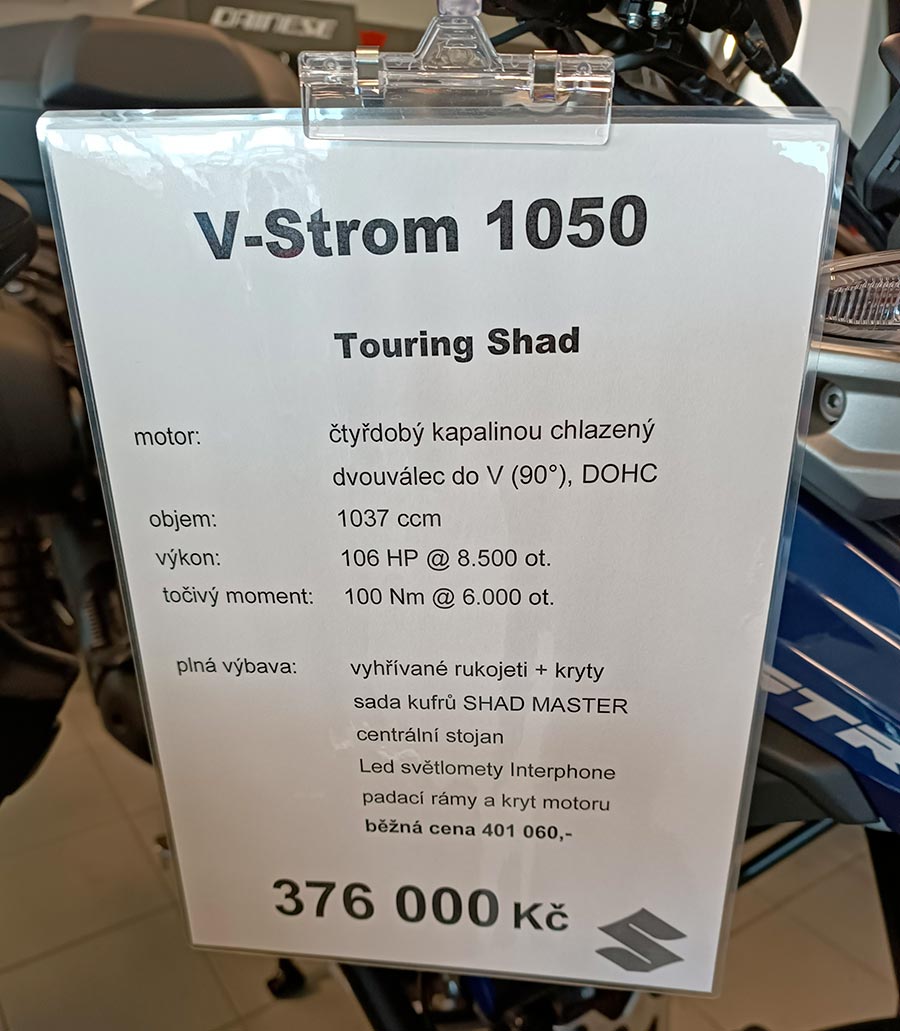 DAINESE
V-Strom 1050
Touring Shad
motor: čtyřdobý kapalinou chlazený
dvouválec do V (90°), DOHC
objem: 1037 ccm
výkon: 106 HP @ 8.500 ot.
točivý moment: 100 Nm @ 6.000 ot.
plná výbava: vyhřívané rukojeti + kryty
sada kufrů SHAD MASTER
centrální stojan
Led světlomety Interphone
padací rámy a kryt motoru
běžná cena 401 060,-
376 000 Kč
STR